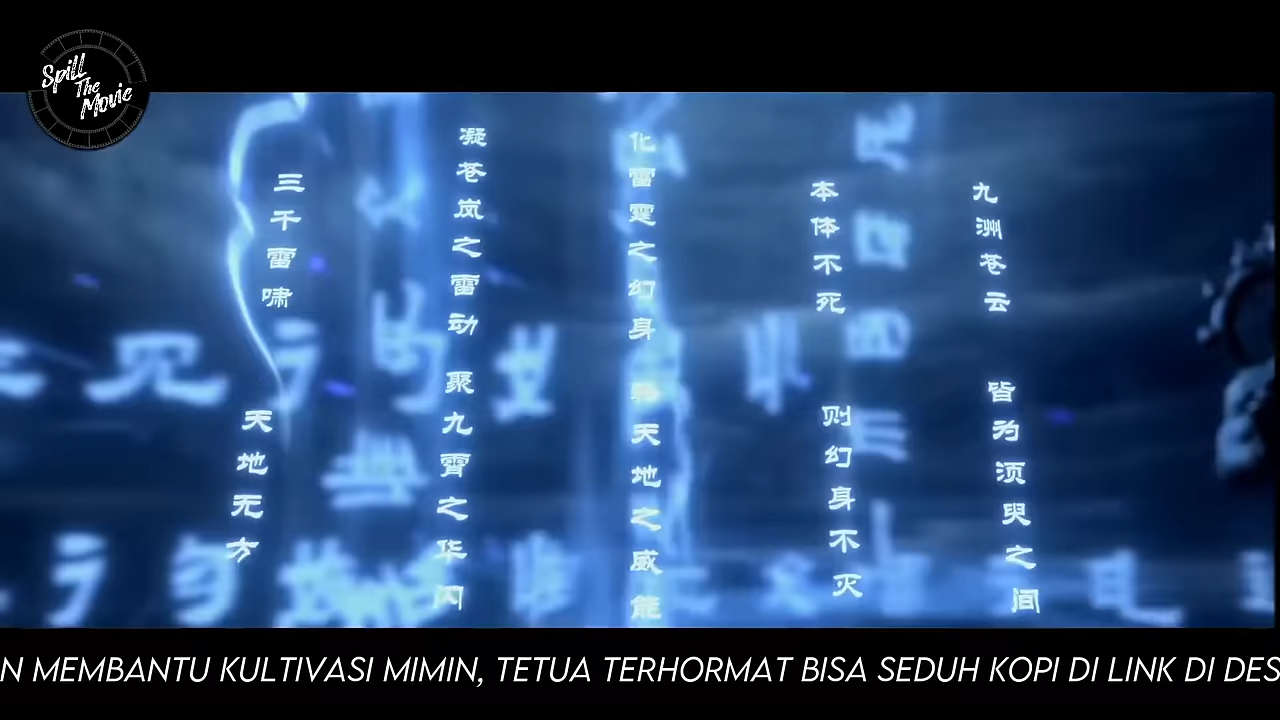 Spill
The
Movie
三千雷啸 天地无方
凝苍岚之雷动 聚九霄之华闪
化雷霆之幻身 天地之威能
本体不死 则幻身不灭
九洲苍云 皆为须臾之间
N MEMBANTU KULTIVASI MIMIN, TETUA TERHORMAT BISA SEDUH KOPI DI LINK DI DES